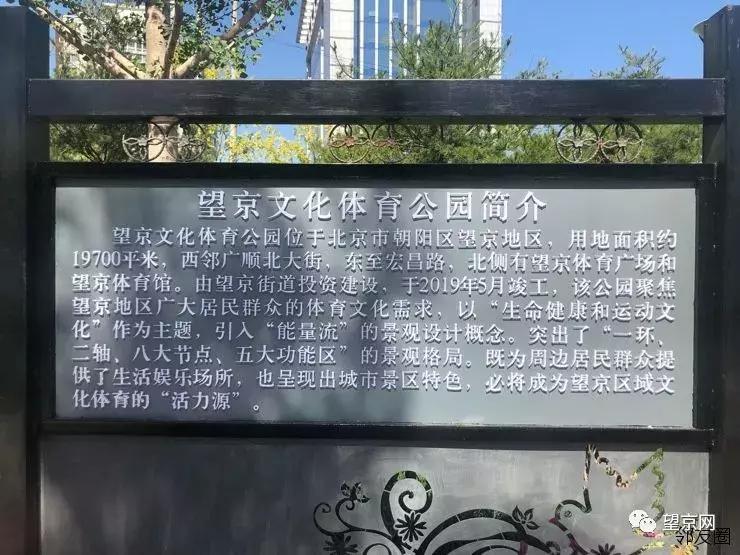 望京文化体育公园简介
望京文化体育公园位于北京市朝阳区望京地区，用地面积约
19700平米，西邻广顺北大街，东至宏昌路，北侧有望京体育广场和
望京体育馆。由望京街道投资建设，于2019年5月竣工，该公园聚焦
望京地区广大居民群众的体育文化需求，以“生命健康和运动文
化”作为主题，引入“能量流”的景观设计概念。突出了“一环、
二轴、八大节点、五大功能区”的景观格局。既为周边居民群众提
供了生活娱乐场所，也呈现出城市景区特色，必将成为望京区域文
化体育的“活力源”。
望京网
邻友圈